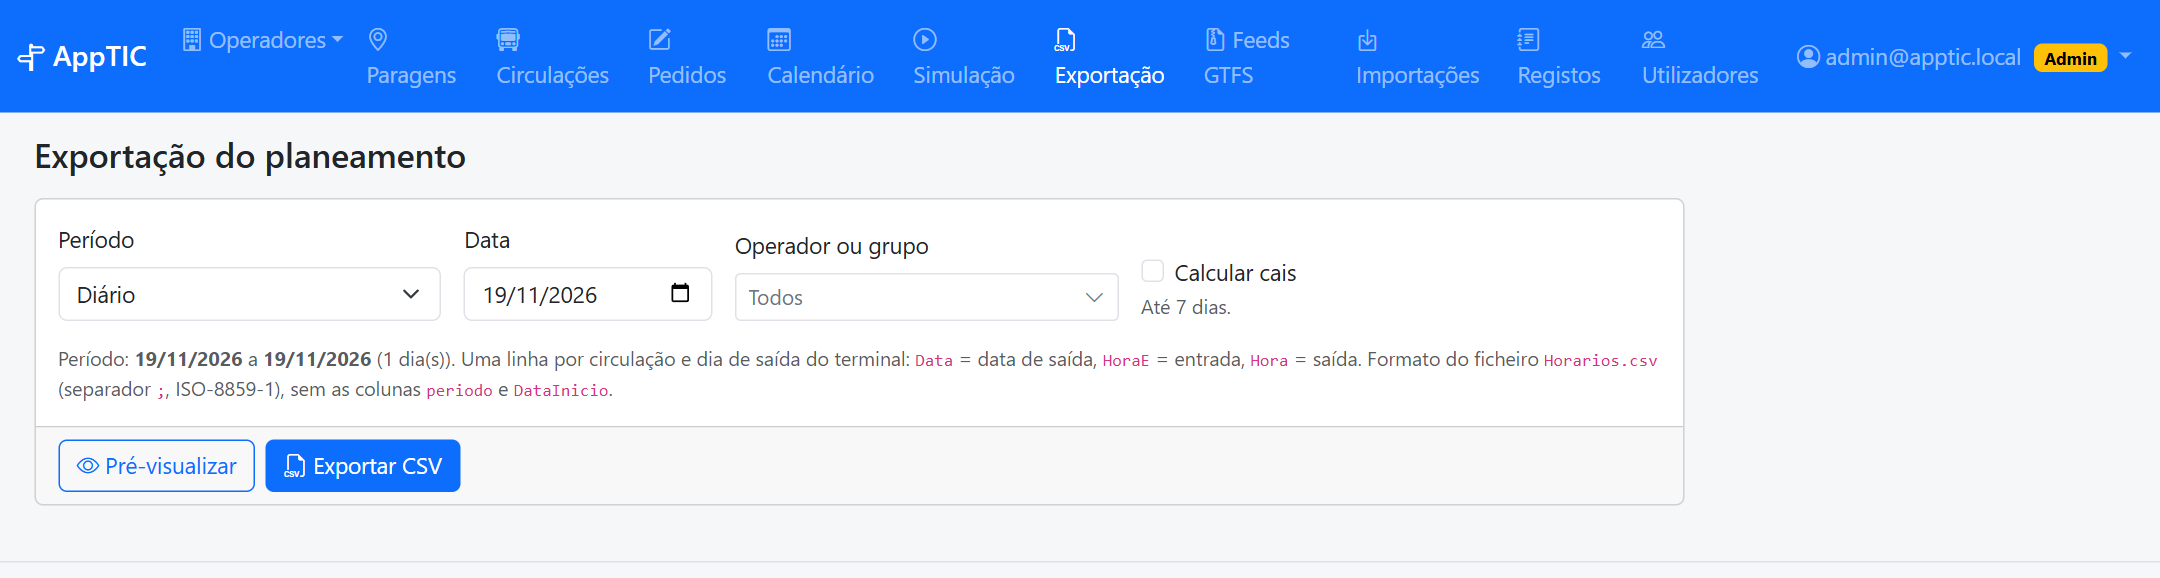 AppTIC
Operadores
Paragens
Circulações
Pedidos
Calendário
Simulação
Exportação
Feeds
GTFS
Importações
Registos
Utilizadores
admin@apptic.local Admin
Exportação do planeamento
Período
Diário
Data
19/11/2026
Operador ou grupo
Todos
Calcular cais
Até 7 dias.
Período: 19/11/2026 a 19/11/2026 (1 dia(s)). Uma linha por circulação e dia de saída do terminal: Data = data de saída, HoraE = entrada, Hora = saída. Formato do ficheiro Horarios.csv
(separador ;, ISO-8859-1), sem as colunas periodo e DataInicio.
Pré-visualizar
CSV Exportar CSV